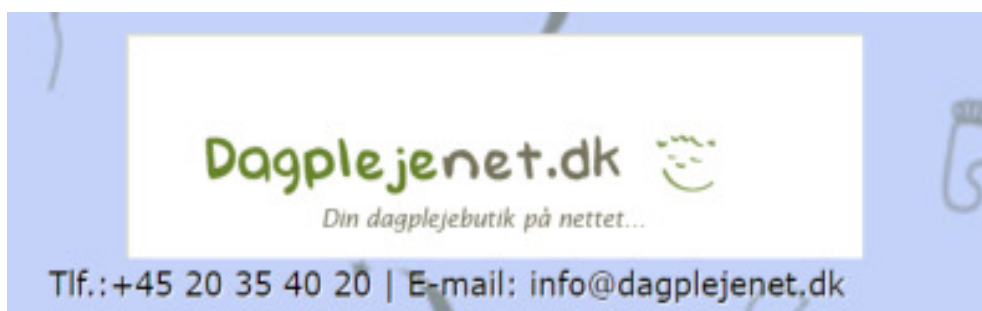 Dagplejenet.dk
Din dagplejebutik på nettet...
Tlf.:+45 20 35 40 20 | E-mail: info@dagplejenet.dk